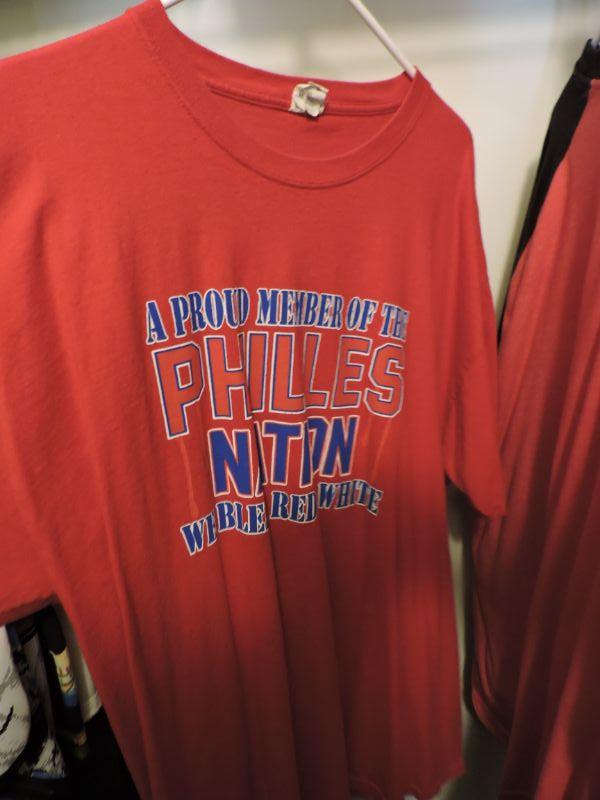 A PROUD MEMBER OF THE
PHILLIES
NATION
WE BLEED RED WHITE